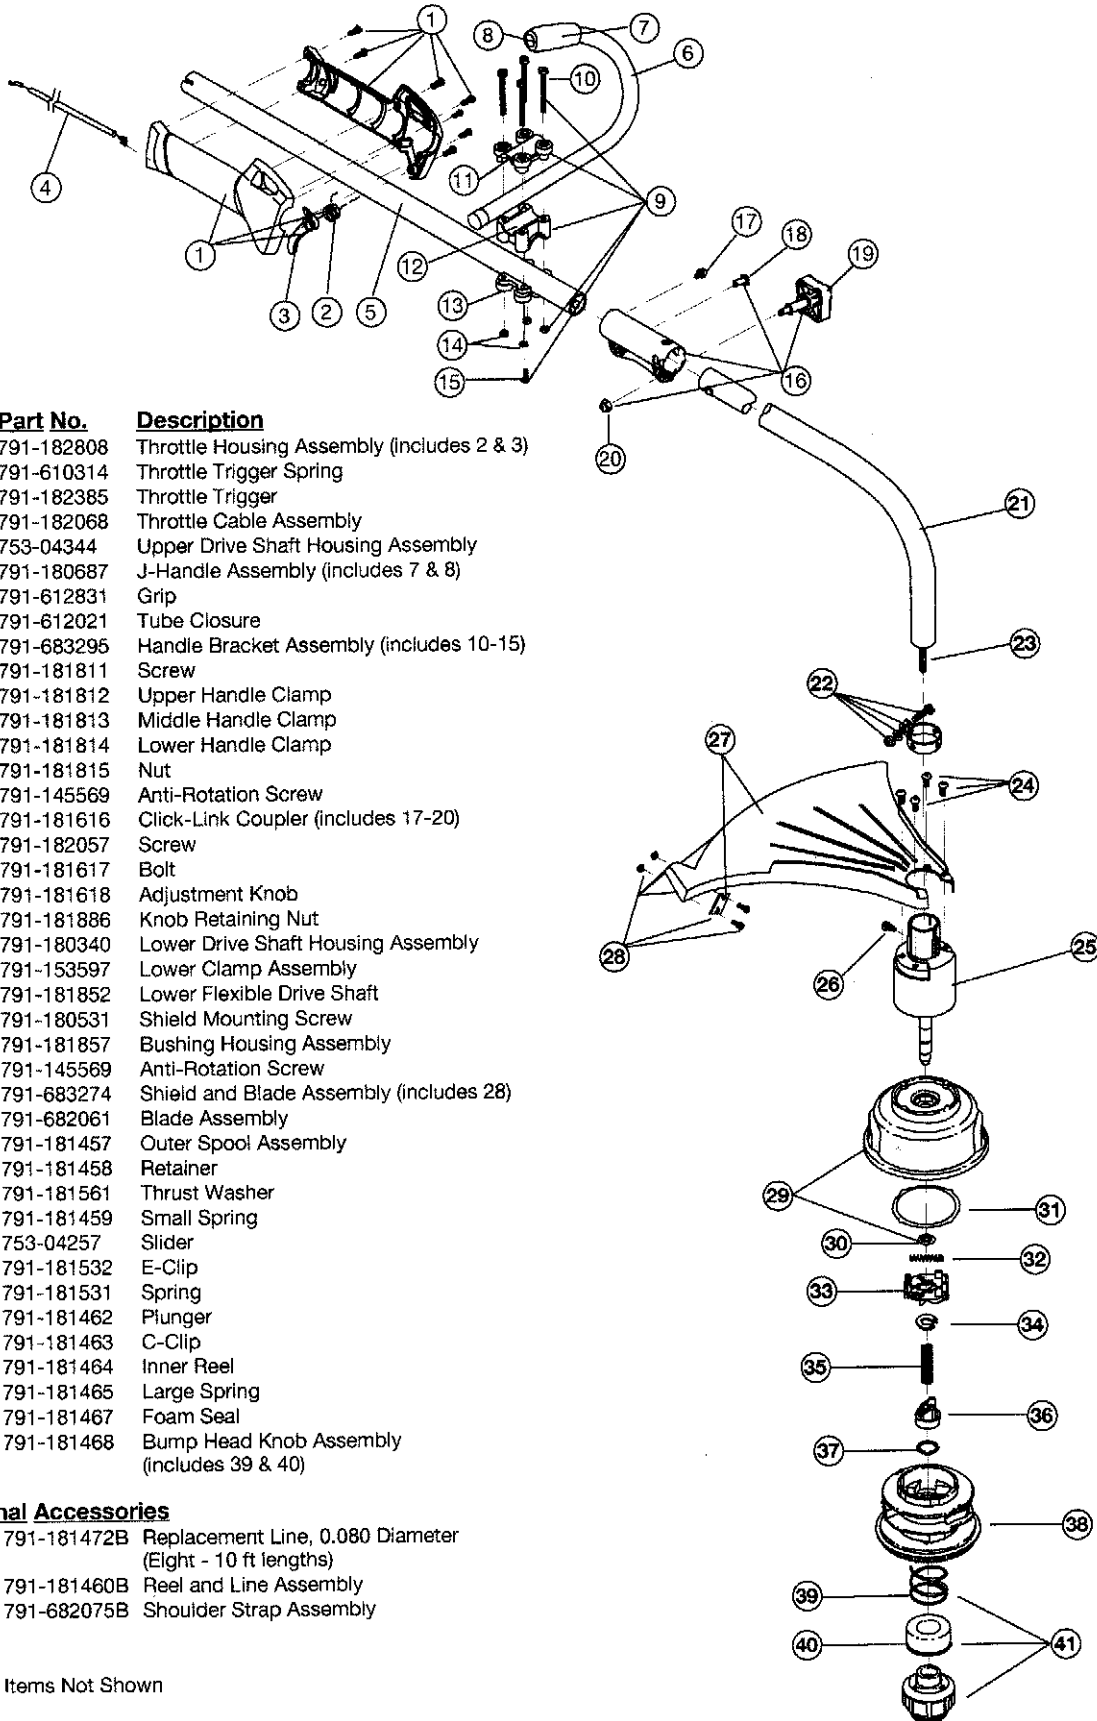 1
8
7
6
10
4
11
9
1
12
17
18
19
3
2
5
13
14
15
16
20
Part No. Description
791-182808 Throttle Housing Assembly (includes 2 & 3)
791-610314 Throttle Trigger Spring
791-182385 Throttle Trigger
791-182068 Throttle Cable Assembly
753-04344 Upper Drive Shaft Housing Assembly
791-180687 J-Handle Assembly (includes 7 & 8)
791-612831 Grip
791-612021 Tube Closure
791-683295 Handle Bracket Assembly (includes 10-15)
791-181811 Screw
791-181812 Upper Handle Clamp
791-181813 Middle Handle Clamp
791-181814 Lower Handle Clamp
791-181815 Nut
791-145569 Anti-Rotation Screw
791-181616 Click-Link Coupler (includes 17-20)
791-182057 Screw
791-181617 Bolt
791-181618 Adjustment Knob
791-181886 Knob Retaining Nut
791-180340 Lower Drive Shaft Housing Assembly
791-153597 Lower Clamp Assembly
791-181852 Lower Flexible Drive Shaft
791-180531 Shield Mounting Screw
791-181857 Bushing Housing Assembly
791-145569 Anti-Rotation Screw
791-683274 Shield and Blade Assembly (includes 28)
791-682061 Blade Assembly
791-181457 Outer Spool Assembly
791-181458 Retainer
791-181561 Thrust Washer
791-181459 Small Spring
753-04257 Slider
791-181532 E-Clip
791-181531 Spring
791-181462 Plunger
791-181463 C-Clip
791-181464 Inner Reel
791-181465 Large Spring
791-181467 Foam Seal
791-181468 Bump Head Knob Assembly
(includes 39 & 40)
nal Accessories
791-181472B Replacement Line, 0.080 Diameter
(Eight - 10 ft lengths)
791-181460B Reel and Line Assembly
791-682075B Shoulder Strap Assembly
Items Not Shown
21
23
22
27
24
28
26
25
29
31
30
32
33
34
35
36
37
38
39
40
41